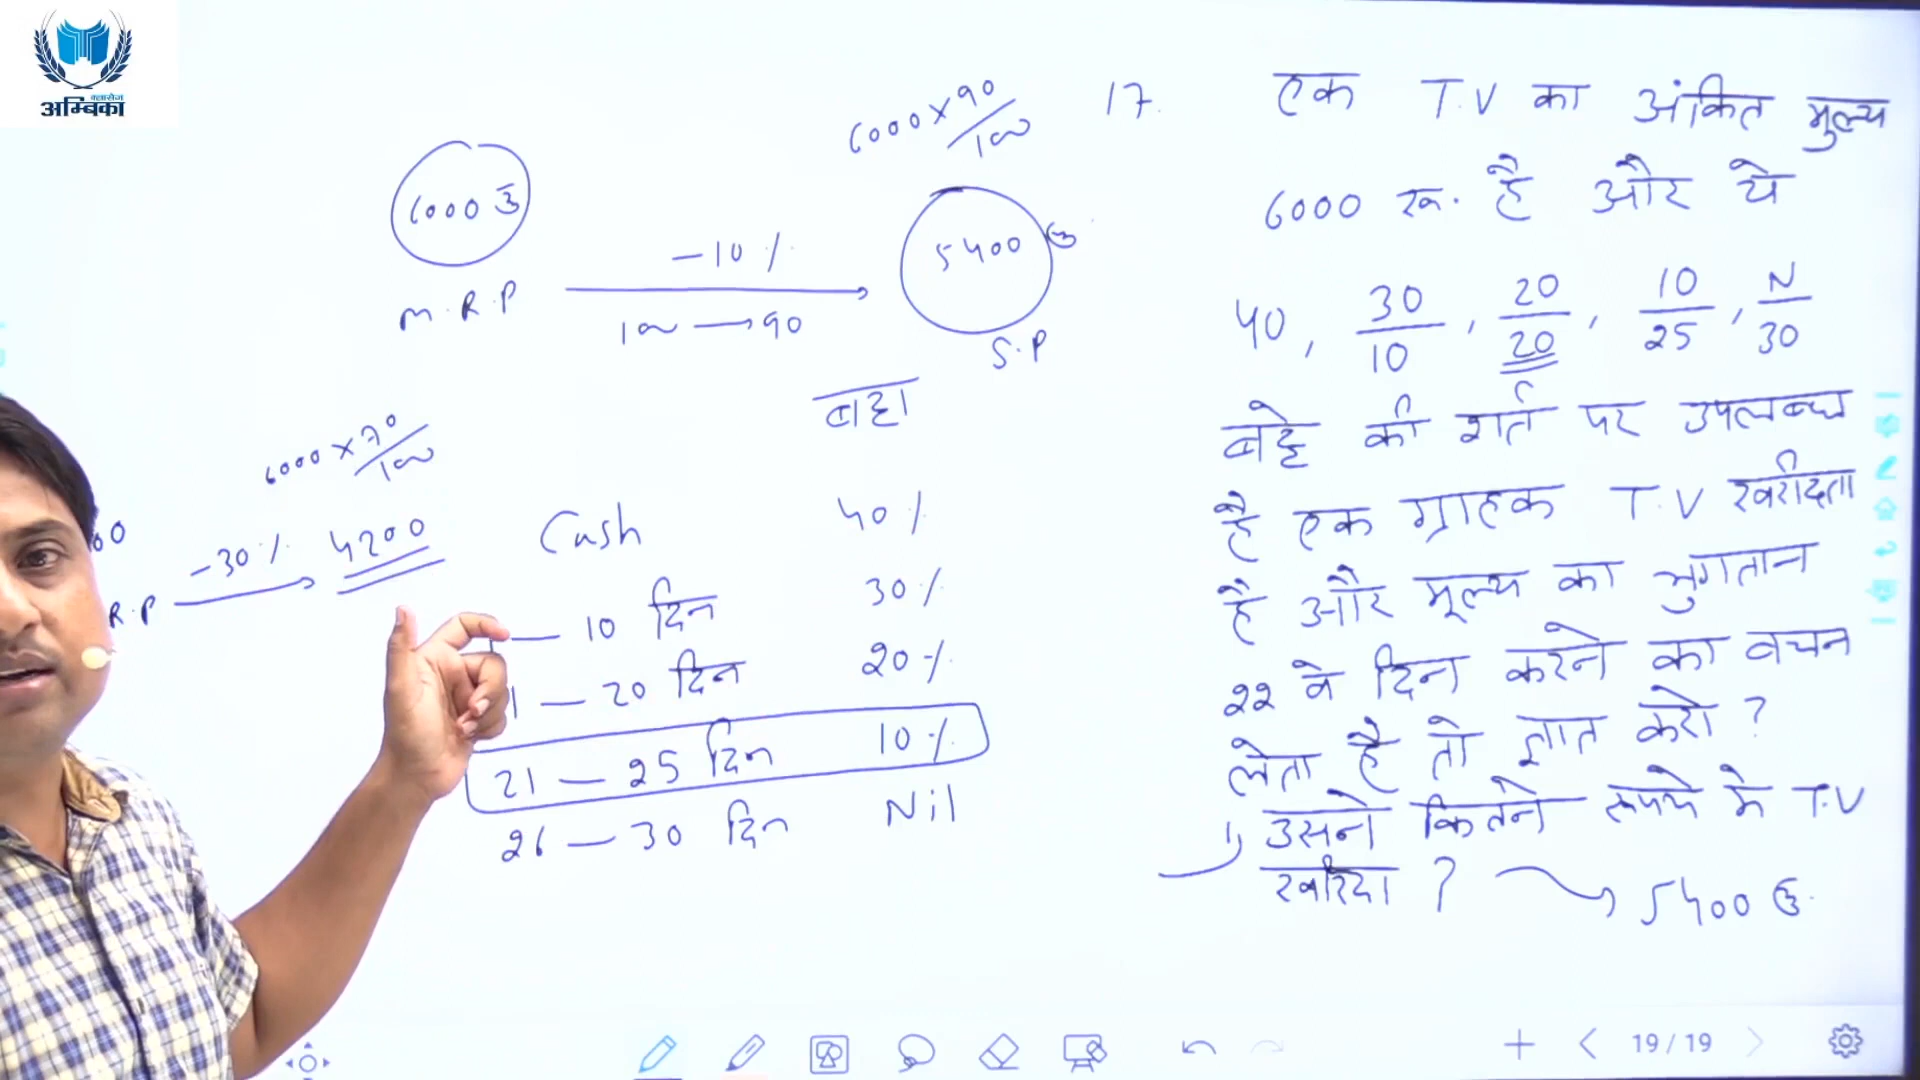 क्लासेज
अम्बिका
6000 रु
M.R.P
-10%
100 → 90
6000 × 90/100
5400 रु
S.P
6000 × 70/100
-30%
4200
R.P
बट्टा
Cash 40%
— 10 दिन 30%
1 — 20 दिन 20%
21 — 25 दिन 10%
26 — 30 दिन Nil
17. एक T.V का अंकित मुल्य
6000 रू. है और ये
40, 30/10, 20/20, 10/25, N/30
बट्टे की शर्त पर उपलब्ध
है एक ग्राहक T.V खरीदता
है और मूल्य का भुगतान
22 वे दिन करने का वचन
लेता है तो ज्ञात करो ?
1) उसने कितने रूपये मे T.V
खरिदा ? → 5400 रु.
19/19